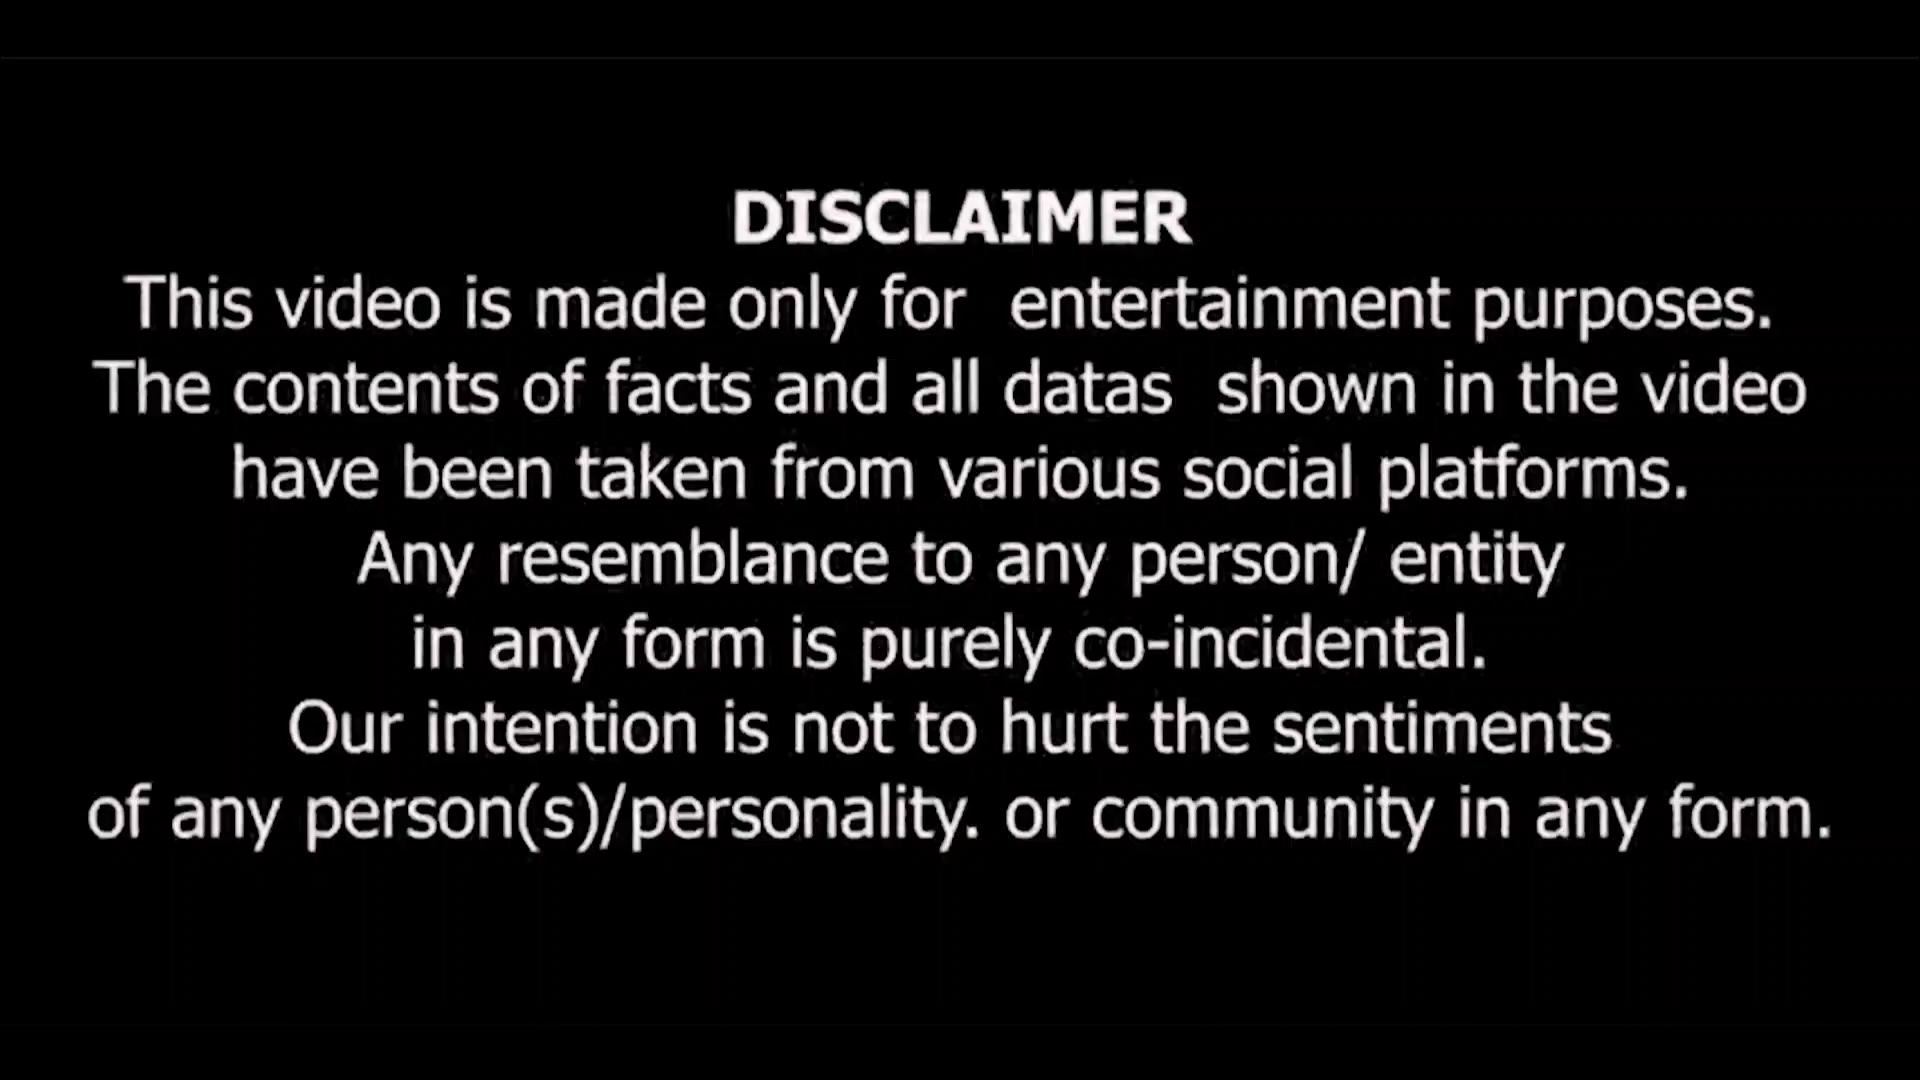 DISCLAIMER
This video is made only for entertainment purposes.
The contents of facts and all datas shown in the video
have been taken from various social platforms.
Any resemblance to any person/ entity
in any form is purely co-incidental.
Our intention is not to hurt the sentiments
of any person(s)/personality. or community in any form.